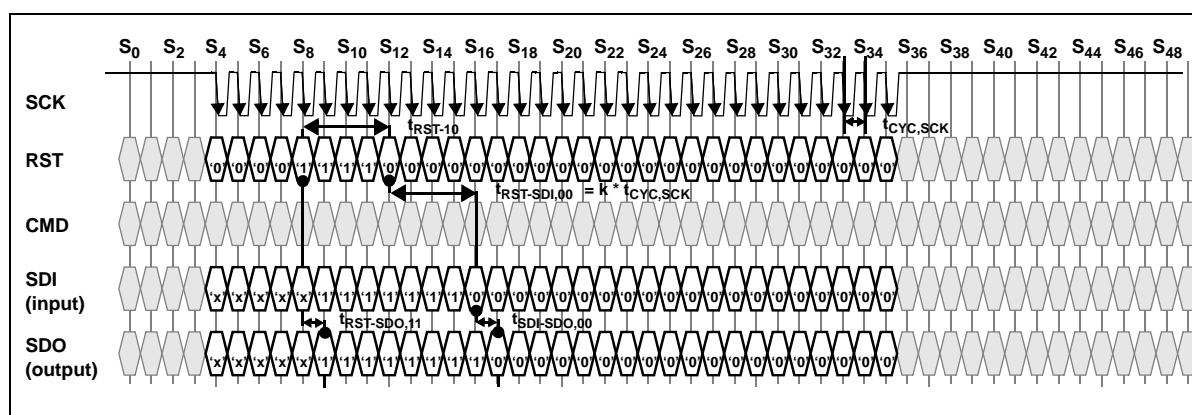 S0 S2 S4 S6 S8 S10 S12 S14 S16 S18 S20 S22 S24 S26 S28 S30 S32 S34 S36 S38 S40 S42 S44 S46 S48
SCK
tRST-10 tCYC,SCK
RST ‘0’ ‘0’ ‘0’ ‘0’ ‘1’ ‘1’ ‘1’ ‘1’ ‘0’ ‘0’ ‘0’ ‘0’ ‘0’ ‘0’ ‘0’ ‘0’ ‘0’ ‘0’ ‘0’ ‘0’ ‘0’ ‘0’ ‘0’ ‘0’ ‘0’ ‘0’ ‘0’ ‘0’ ‘0’ ‘0’ ‘0’ ‘0’
tRST-SDI,00 = k * tCYC,SCK
CMD
SDI
(input) ‘x’ ‘x’ ‘x’ ‘x’ ‘x’ ‘1’ ‘1’ ‘1’ ‘1’ ‘1’ ‘1’ ‘1’ ‘0’ ‘0’ ‘0’ ‘0’ ‘0’ ‘0’ ‘0’ ‘0’ ‘0’ ‘0’ ‘0’ ‘0’ ‘0’ ‘0’ ‘0’ ‘0’ ‘0’ ‘0’ ‘0’ ‘0’
tRST-SDO,11 tSDI-SDO,00
SDO
(output) ‘x’ ‘x’ ‘x’ ‘x’ ‘x’ ‘1’ ‘1’ ‘1’ ‘1’ ‘1’ ‘1’ ‘1’ ‘1’ ‘0’ ‘0’ ‘0’ ‘0’ ‘0’ ‘0’ ‘0’ ‘0’ ‘0’ ‘0’ ‘0’ ‘0’ ‘0’ ‘0’ ‘0’ ‘0’ ‘0’ ‘0’ ‘0’